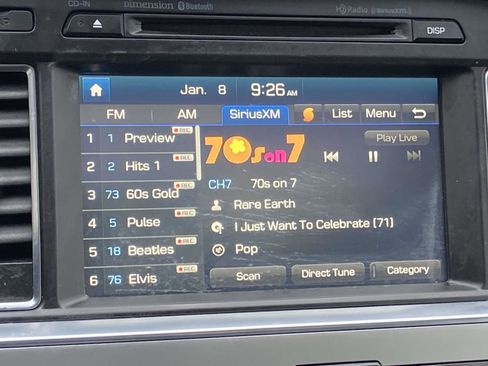 CD-IN
Dimension Bluetooth
HD Radio SiriusXM
DISP
Jan. 8 9:26 AM
FM AM SiriusXM List Menu
1 1 Preview REC
2 2 Hits 1 REC
3 73 60s Gold REC
4 5 Pulse REC
5 18 Beatles REC
6 76 Elvis REC
70s on 7
Play Live
CH7 70s on 7
Rare Earth
I Just Want To Celebrate (71)
Pop
Scan Direct Tune Category